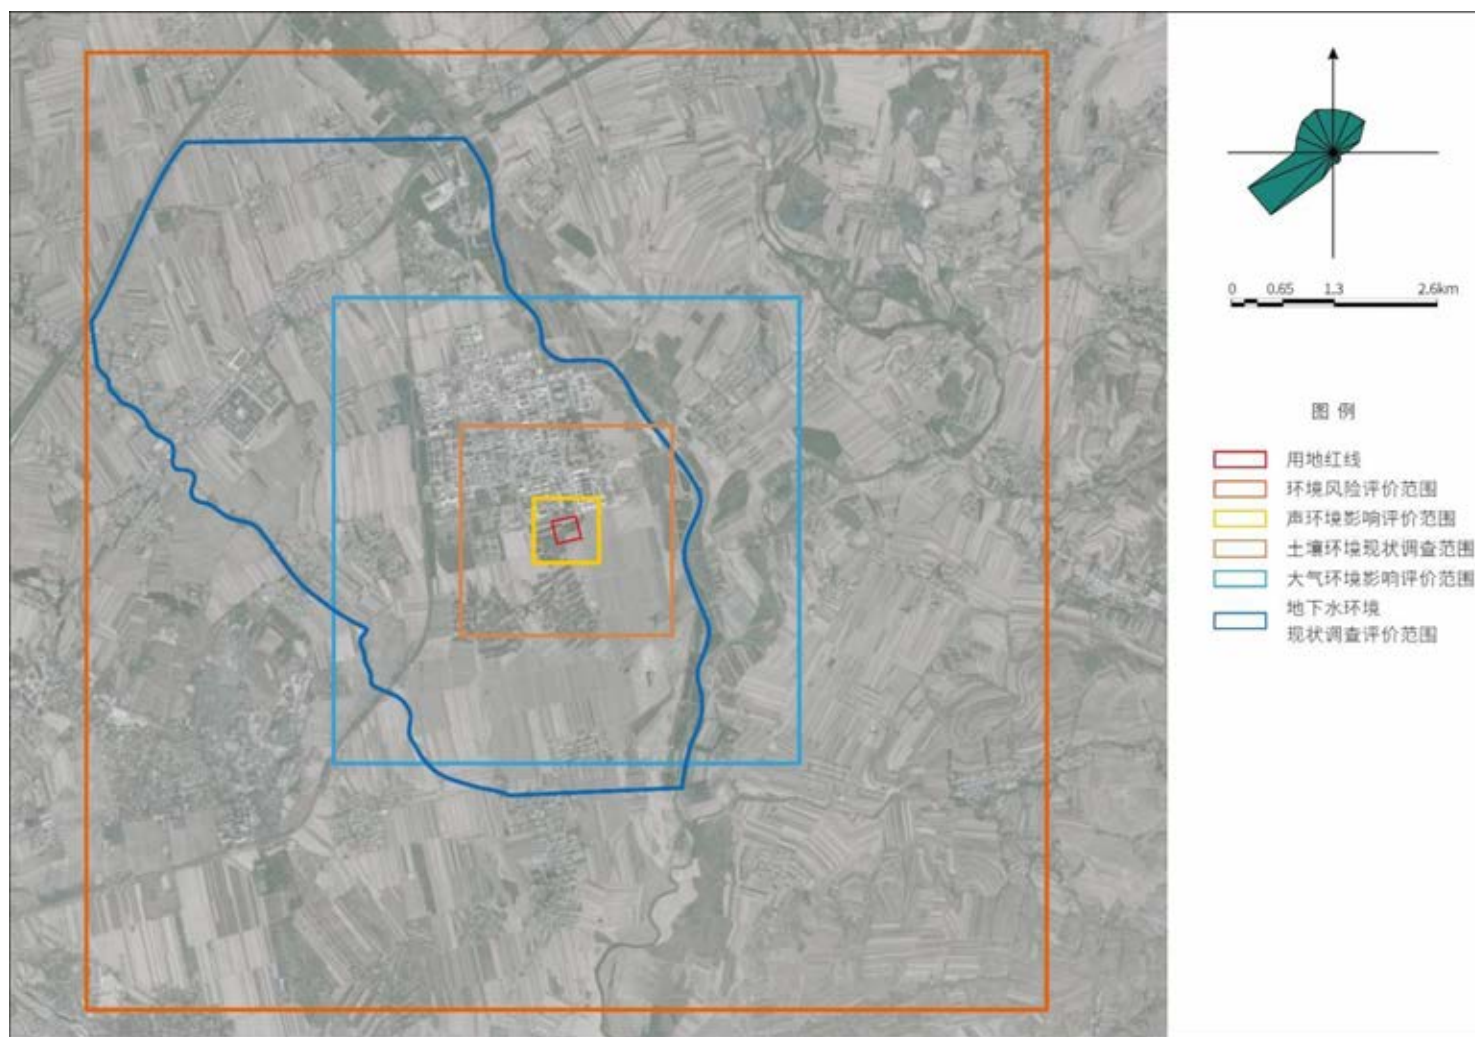 0 0.65 1.3 2.6km
图例
用地红线
环境风险评价范围
声环境影响评价范围
土壤环境现状调查范围
大气环境影响评价范围
地下水环境
现状调查评价范围